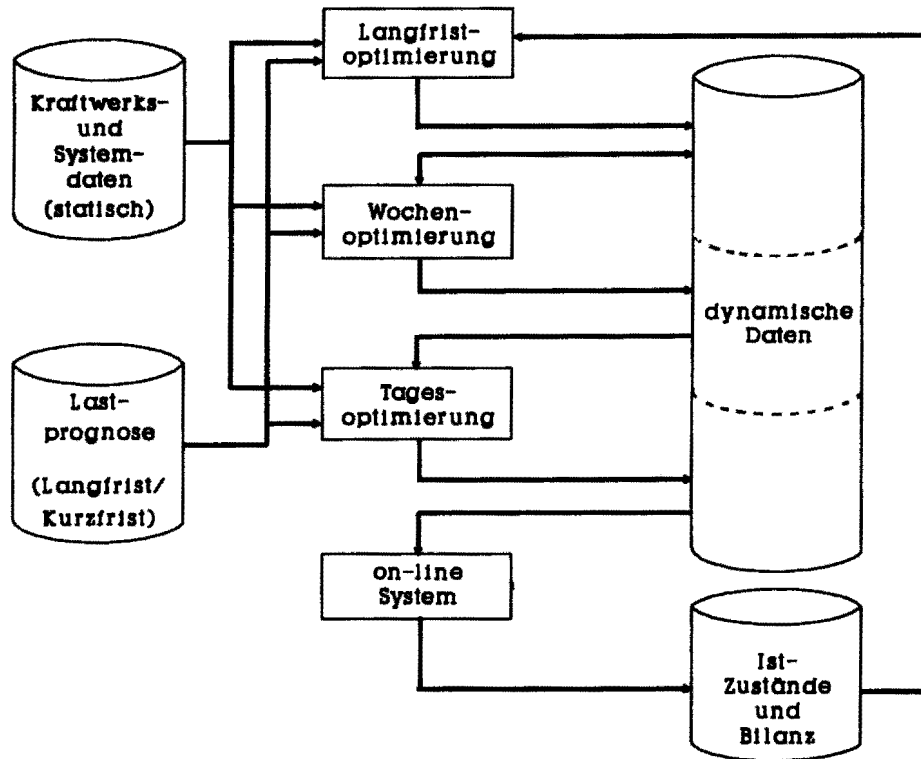 Langfrist-
optimierung
Kraftwerks-
und
System-
daten
(statisch)
Wochen-
optimierung
dynamische
Daten
Last-
prognose
(Langfrist/
Kurzfrist)
Tages-
optimierung
on-line
System
Ist-
Zustände
und
Bilanz